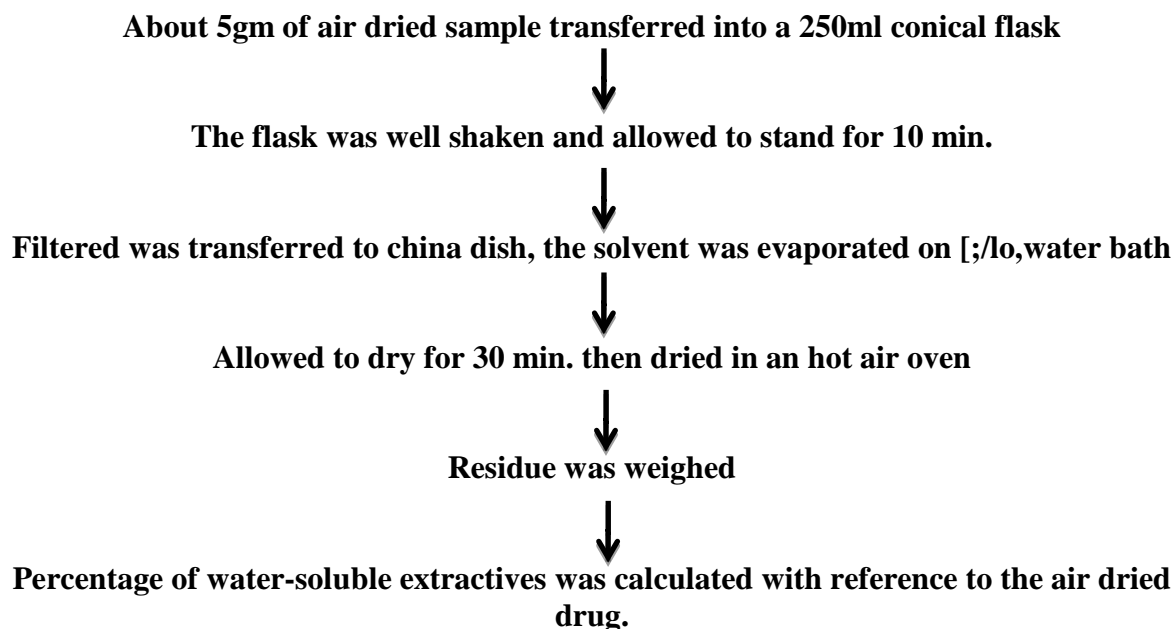 About 5gm of air dried sample transferred into a 250ml conical flask
The flask was well shaken and allowed to stand for 10 min.
Filtered was transferred to china dish, the solvent was evaporated on [;/lo,water bath
Allowed to dry for 30 min. then dried in an hot air oven
Residue was weighed
Percentage of water-soluble extractives was calculated with reference to the air dried
drug.